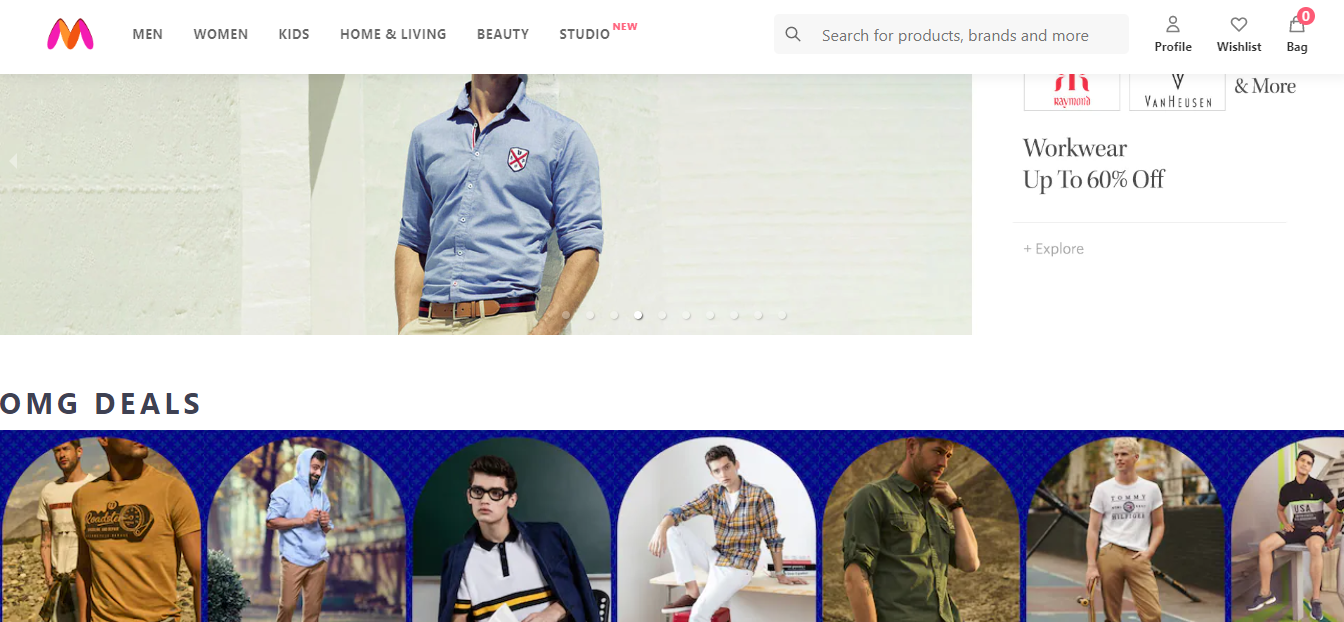 MEN
WOMEN
KIDS
HOME & LIVING
BEAUTY
STUDIO NEW
Search for products, brands and more
0
Profile
Wishlist
Bag
Raymond
VANHEUSEN
& More
Workwear
Up To 60% Off
+ Explore
OMG DEALS
Roadster
TOMMY
HILFIGER
USA